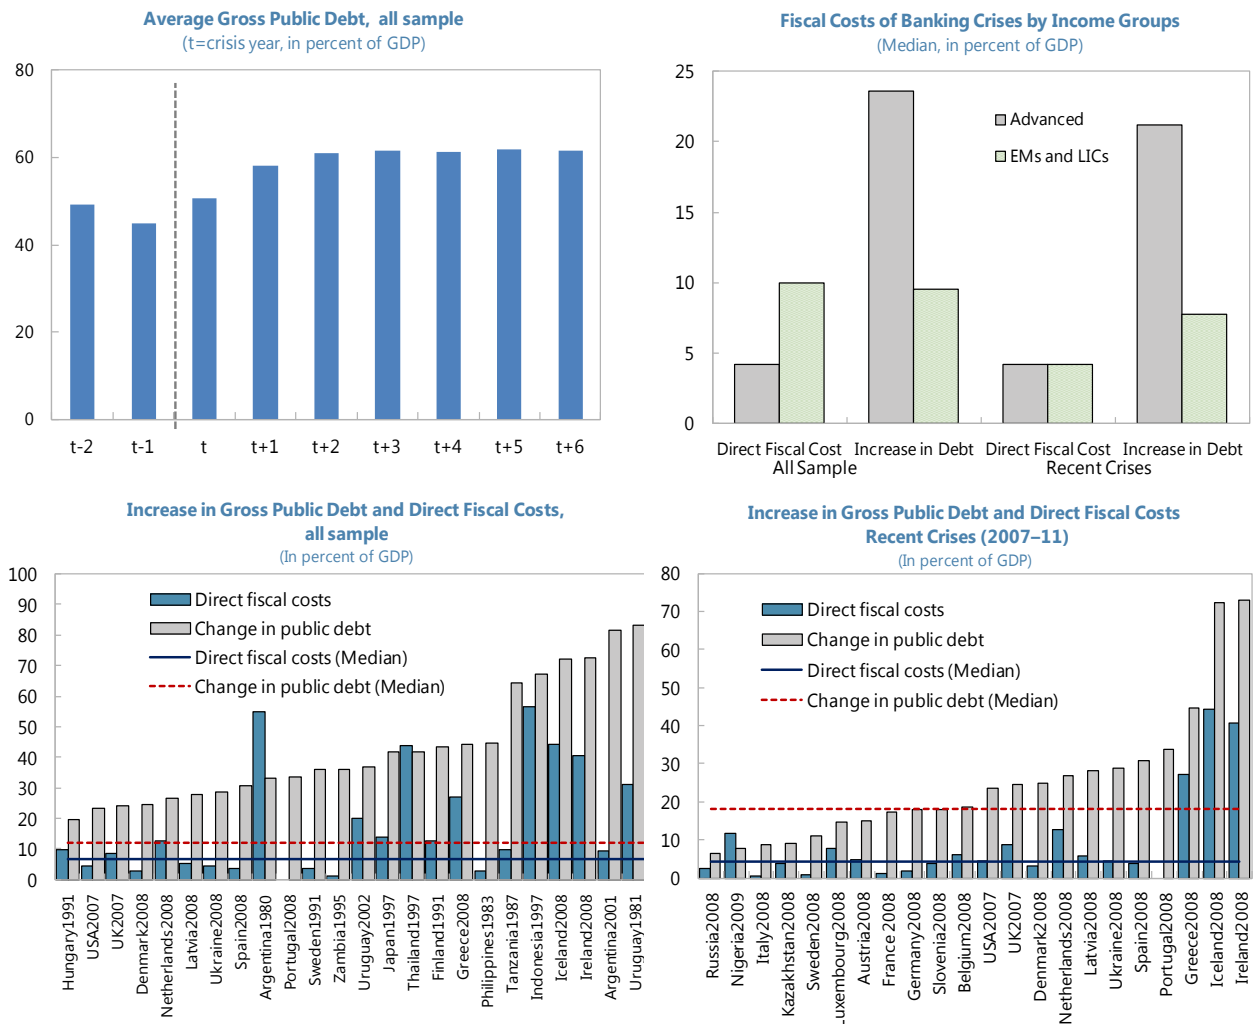 Average Gross Public Debt, all sample
(t=crisis year, in percent of GDP)
80
60
40
20
0
t-2 t-1 t t+1 t+2 t+3 t+4 t+5 t+6
Fiscal Costs of Banking Crises by Income Groups
(Median, in percent of GDP)
25
20
15
10
5
0
Advanced
EMs and LICs
Direct Fiscal Cost Increase in Debt Direct Fiscal Cost Increase in Debt
All Sample Recent Crises
Increase in Gross Public Debt and Direct Fiscal Costs,
all sample
(In percent of GDP)
100
90
80
70
60
50
40
30
20
10
0
Direct fiscal costs
Change in public debt
Direct fiscal costs (Median)
Change in public debt (Median)
Hungary1991
USA2007
UK2007
Denmark2008
Netherlands2008
Latvia2008
Ukraine2008
Spain2008
Argentina1980
Portugal2008
Sweden1991
Zambia1995
Uruguay2002
Japan1997
Thailand1997
Finland1991
Greece2008
Philippines1983
Tanzania1987
Indonesia1997
Iceland2008
Ireland2008
Argentina2001
Uruguay1981
Increase in Gross Public Debt and Direct Fiscal Costs
Recent Crises (2007–11)
(In percent of GDP)
80
70
60
50
40
30
20
10
0
Direct fiscal costs
Change in public debt
Direct fiscal costs (Median)
Change in public debt (Median)
Russia2008
Nigeria2009
Italy2008
Kazakhstan2008
Sweden2008
Luxembourg2008
Austria2008
France 2008
Germany2008
Slovenia2008
Belgium2008
USA2007
UK2007
Denmark2008
Netherlands2008
Latvia2008
Ukraine2008
Spain2008
Portugal2008
Greece2008
Iceland2008
Ireland2008